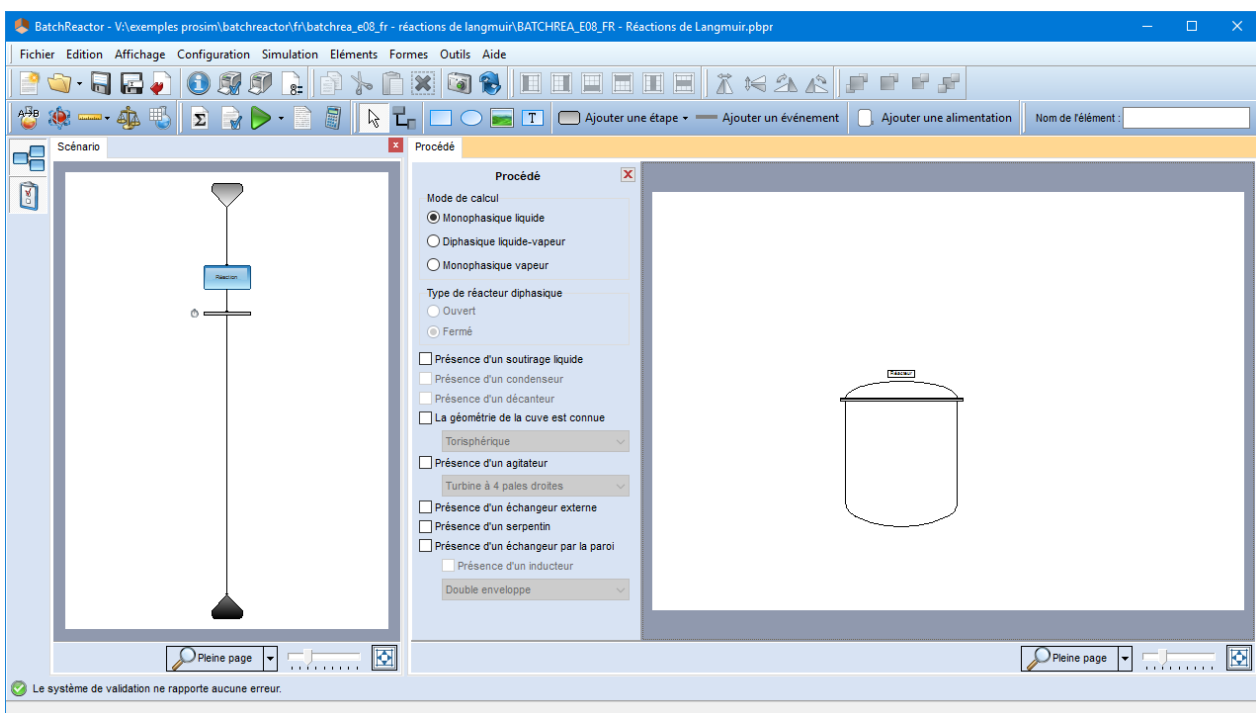 BatchReactor - V:\exemples prosim\batchreactor\fr\batchrea_e08_fr - réactions de langmuir\BATCHREA_E08_FR - Réactions de Langmuir.pbpr
Fichier Edition Affichage Configuration Simulation Eléments Formes Outils Aide
Ajouter une étape Ajouter un événement Ajouter une alimentation Nom de l'élément :
Scénario
Réaction
Pleine page
Procédé
Procédé
Mode de calcul
Monophasique liquide
Diphasique liquide-vapeur
Monophasique vapeur
Type de réacteur diphasique
Ouvert
Fermé
Présence d'un soutirage liquide
Présence d'un condenseur
Présence d'un décanteur
La géométrie de la cuve est connue
Torisphérique
Présence d'un agitateur
Turbine à 4 pales droites
Présence d'un échangeur externe
Présence d'un serpentin
Présence d'un échangeur par la paroi
Présence d'un inducteur
Double enveloppe
Réacteur
Pleine page
Le système de validation ne rapporte aucune erreur.